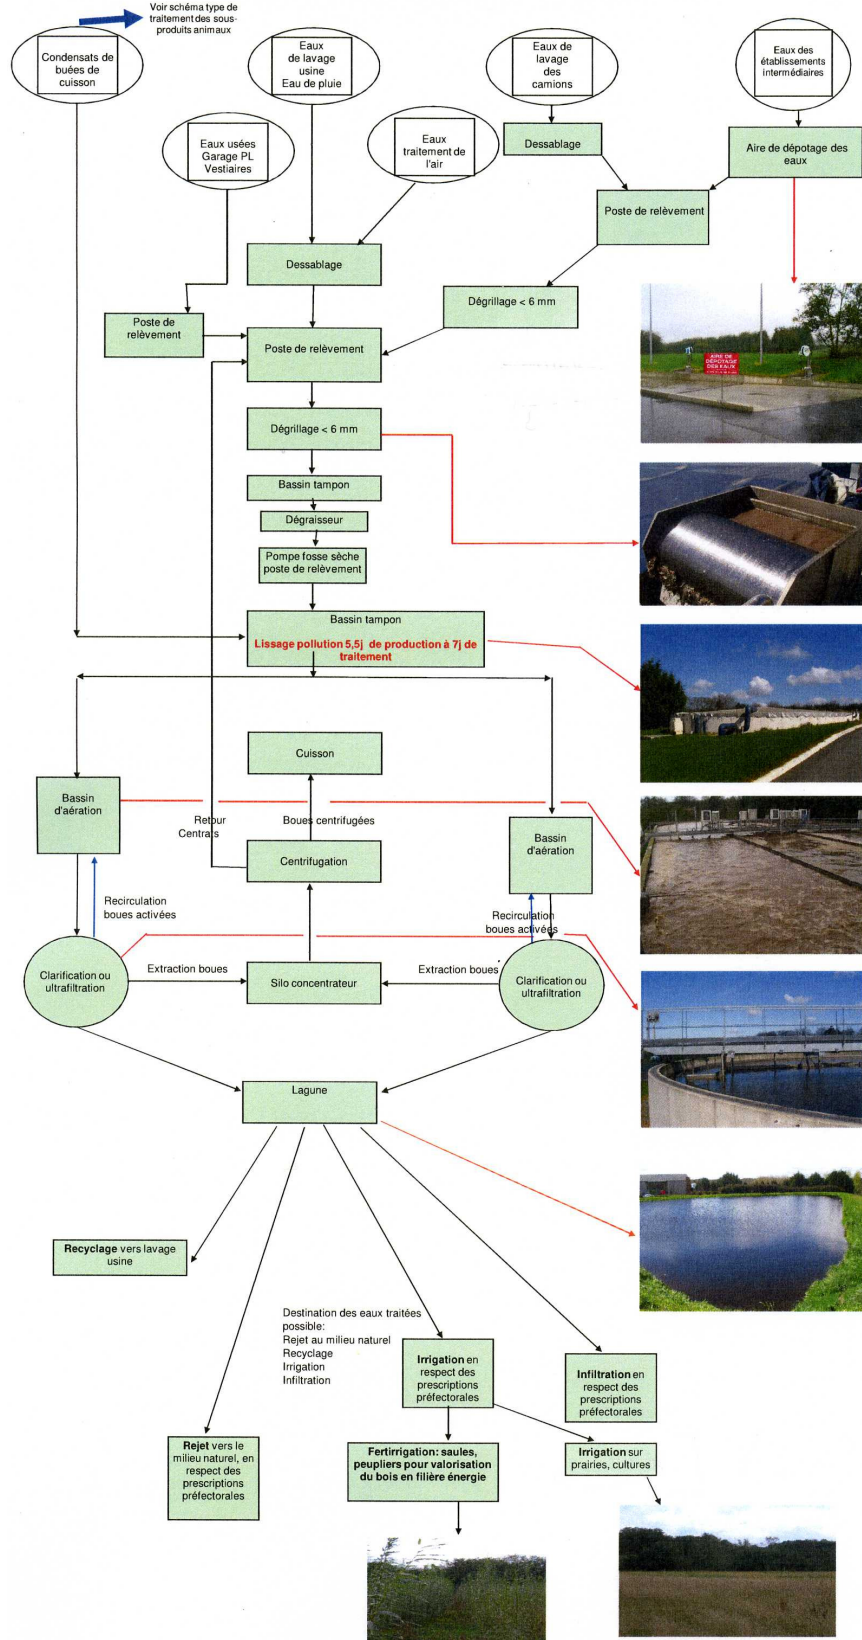 Voir schéma type de
traitement des sous-
produits animaux
Condensats de
buées de
cuisson
Eaux
de lavage
usine
Eau de pluie
Eaux de
lavage
des
camions
Eaux des
établissements
intermédiaires
Eaux usées
Garage PL
Vestiaires
Eaux
traitement de
l'air
Dessablage
Aire de dépotage des
eaux
Poste de relèvement
Dessablage
Dégrillage < 6 mm
Poste de
relèvement
Poste de relèvement
AIRE DE
DÉPOTAGE
DES EAUX
Dégrillage < 6 mm
Bassin tampon
Dégraisseur
Pompe fosse sèche
poste de relèvement
Bassin tampon
Lissage pollution 5,5j de production à 7j de
traitement
Cuisson
Bassin
d'aération
Retour
Centrats
Boues centrifugées
Bassin
d'aération
Centrifugation
Recirculation
boues activées
Recirculation
boues activées
Clarification ou
ultrafiltration
Extraction boues
Silo concentrateur
Extraction boues
Clarification ou
ultrafiltration
Lagune
Recyclage vers lavage
usine
Destination des eaux traitées
possible:
Rejet au milieu naturel
Recyclage
Irrigation
Infiltration
Irrigation en
respect des
prescriptions
préfectorales
Infiltration en
respect des
prescriptions
préfectorales
Rejet vers le
milieu naturel, en
respect des
prescriptions
préfectorales
Fertirrigation: saules,
peupliers pour valorisation
du bois en filière énergie
Irrigation sur
prairies, cultures